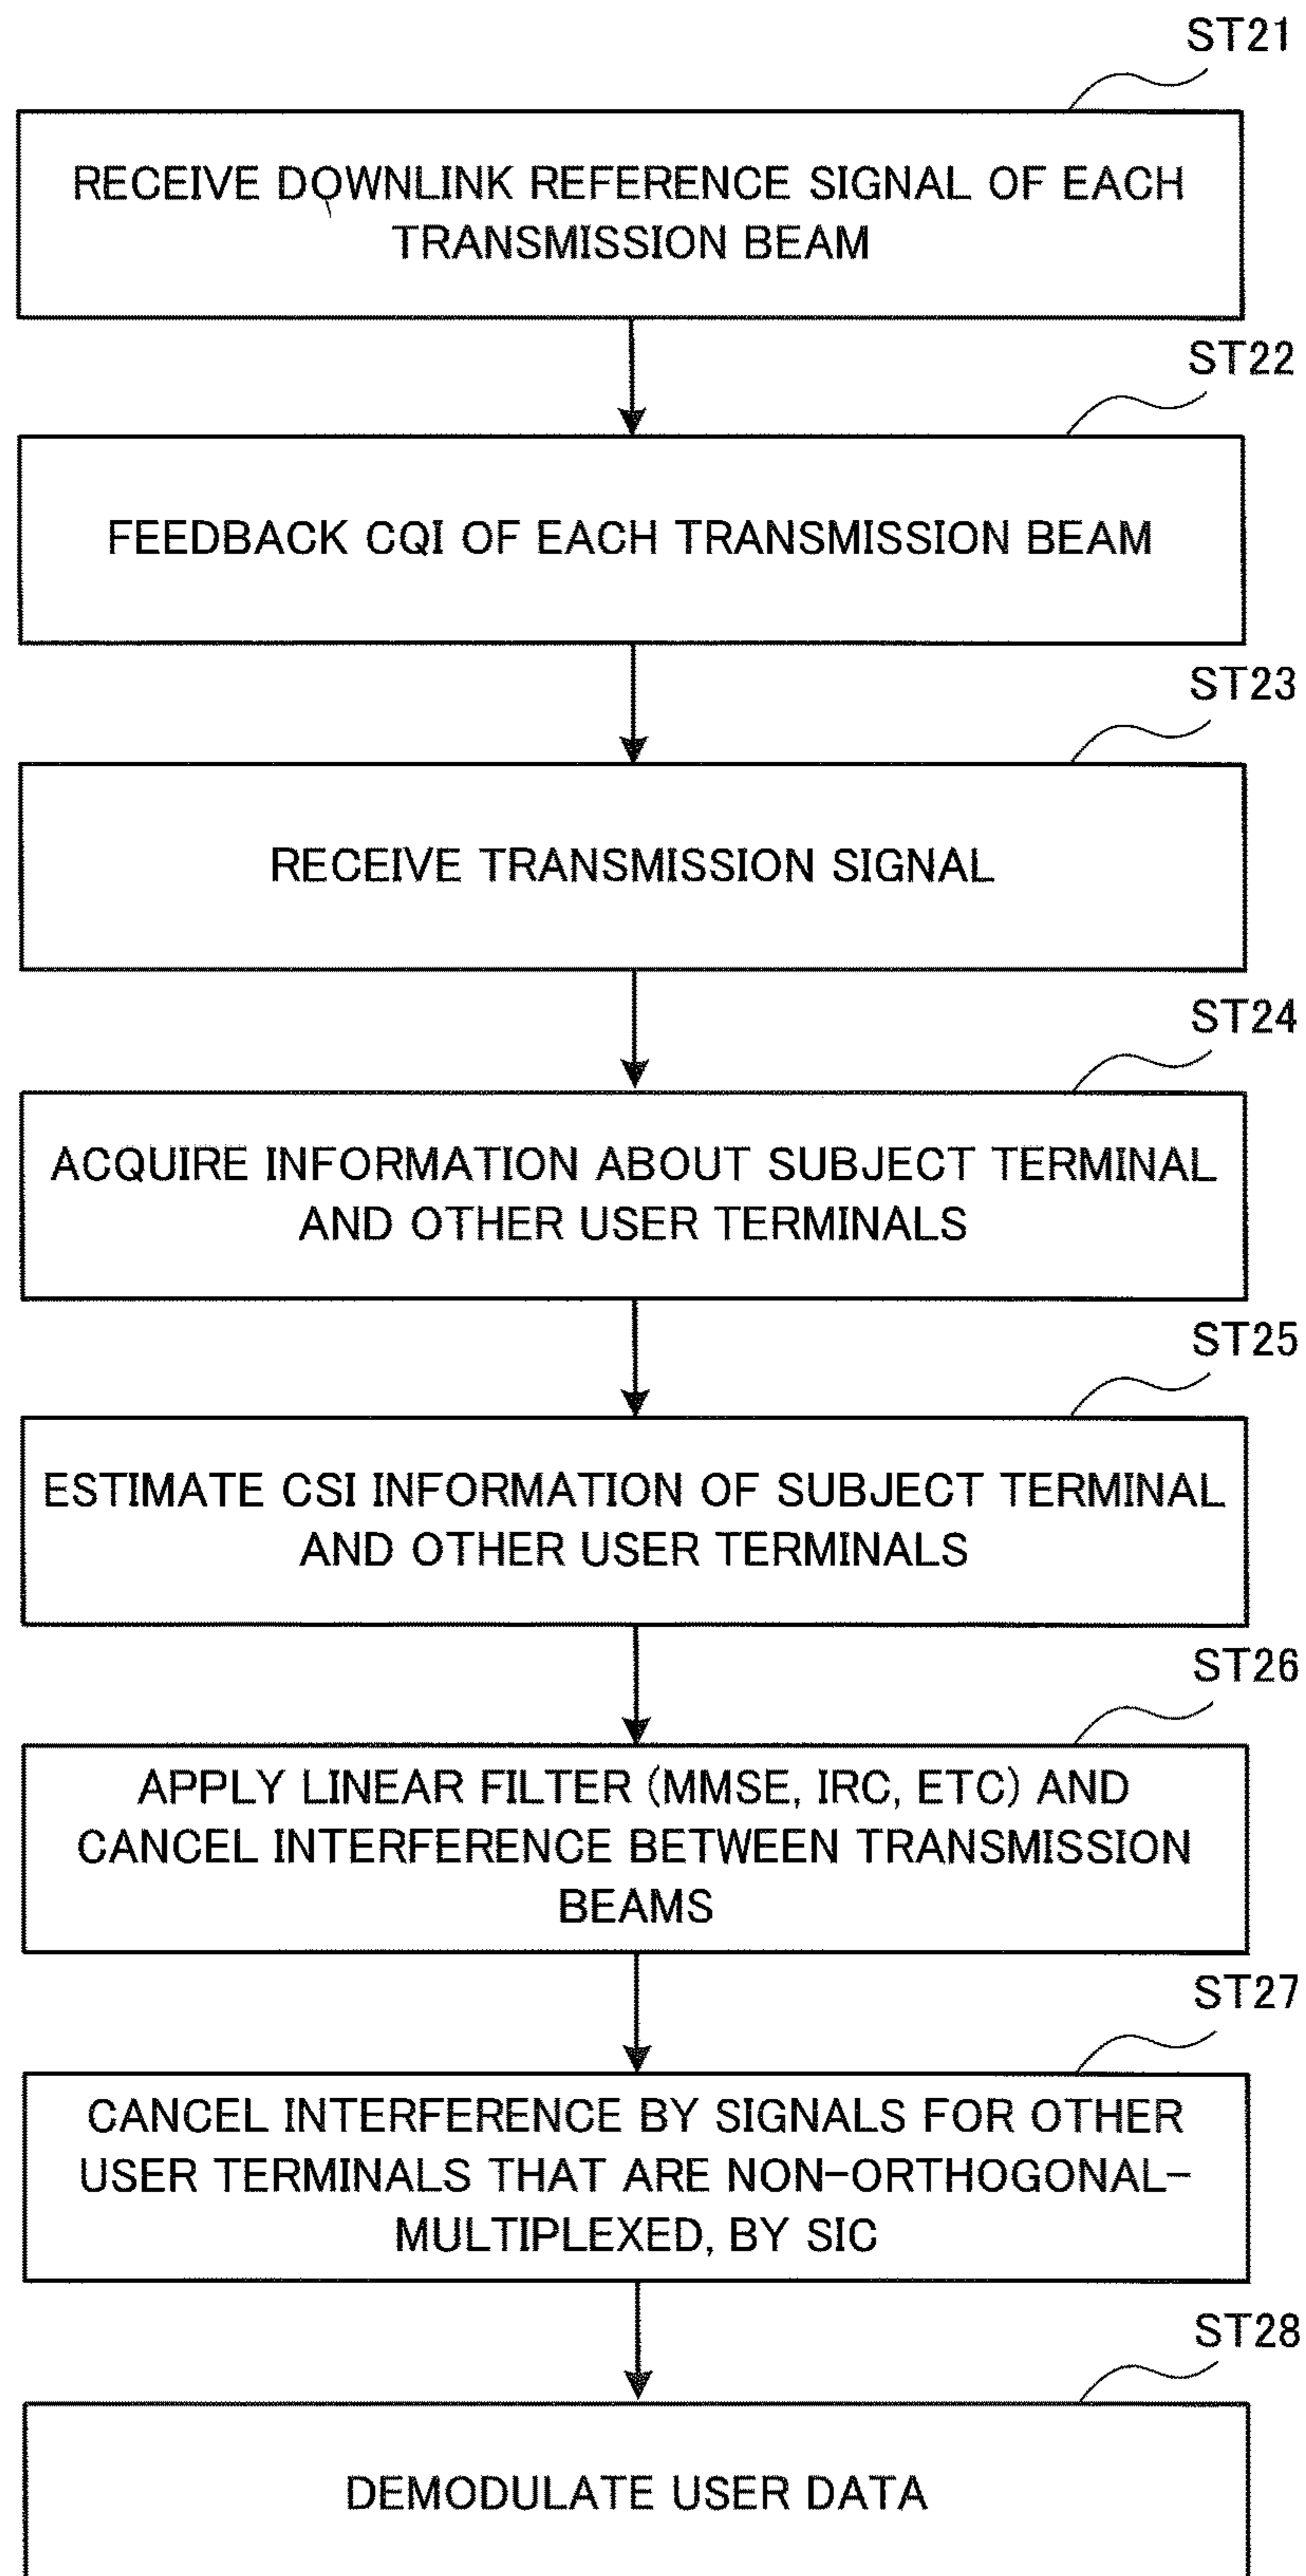 ST21
RECEIVE DOWNLINK REFERENCE SIGNAL OF EACH
TRANSMISSION BEAM
ST22
FEEDBACK CQI OF EACH TRANSMISSION BEAM
ST23
RECEIVE TRANSMISSION SIGNAL
ST24
ACQUIRE INFORMATION ABOUT SUBJECT TERMINAL
AND OTHER USER TERMINALS
ST25
ESTIMATE CSI INFORMATION OF SUBJECT TERMINAL
AND OTHER USER TERMINALS
ST26
APPLY LINEAR FILTER (MMSE, IRC, ETC) AND
CANCEL INTERFERENCE BETWEEN TRANSMISSION
BEAMS
ST27
CANCEL INTERFERENCE BY SIGNALS FOR OTHER
USER TERMINALS THAT ARE NON-ORTHOGONAL-
MULTIPLEXED, BY SIC
ST28
DEMODULATE USER DATA